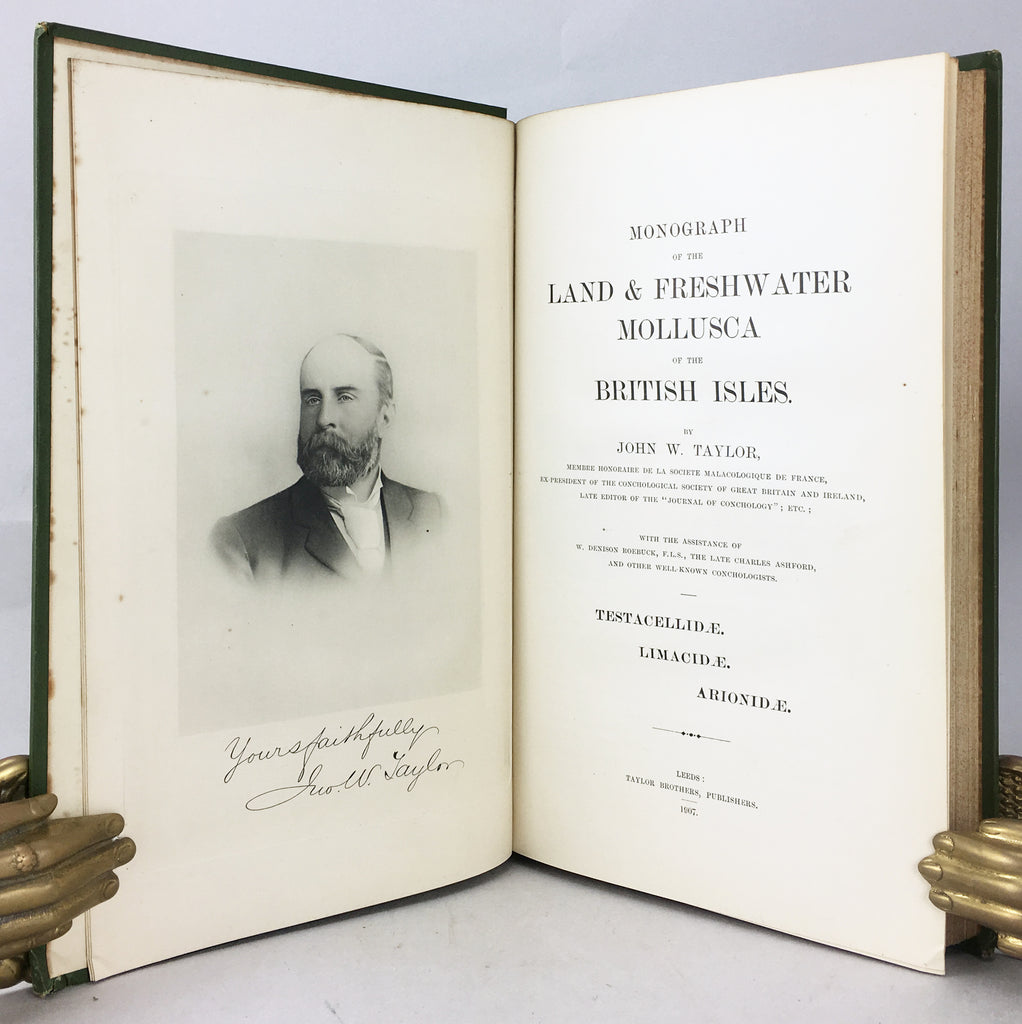 Yours faithfully
Jno. W. Taylor
MONOGRAPH
OF THE
LAND & FRESHWATER
MOLLUSCA
OF THE
BRITISH ISLES.
BY
JOHN W. TAYLOR,
MEMBRE HONORAIRE DE LA SOCIETE MALACOLOGIQUE DE FRANCE,
EX-PRESIDENT OF THE CONCHOLOGICAL SOCIETY OF GREAT BRITAIN AND IRELAND,
LATE EDITOR OF THE "JOURNAL OF CONCHOLOGY"; ETC.;
WITH THE ASSISTANCE OF
W. DENISON ROEBUCK, F.L.S., THE LATE CHARLES ASHFORD,
AND OTHER WELL-KNOWN CONCHOLOGISTS.
TESTACELLIDÆ.
LIMACIDÆ.
ARIONIDÆ.
LEEDS:
TAYLOR BROTHERS, PUBLISHERS.
1907.